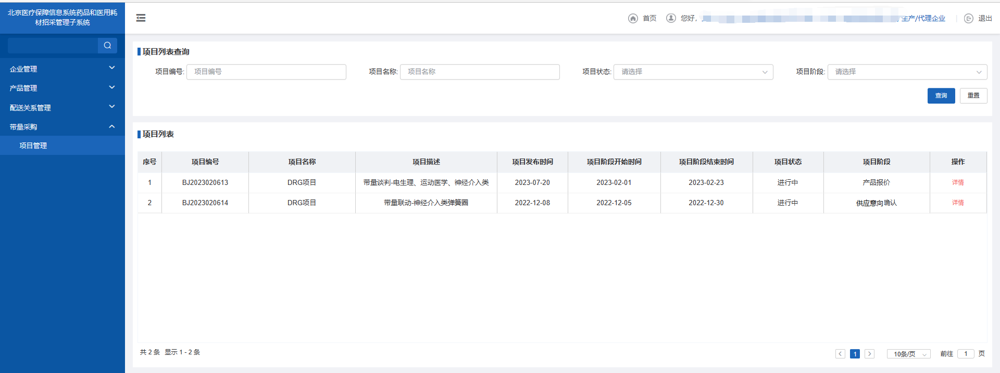 北京医疗保障信息系统药品和医用耗
材招采管理子系统
首页 您好, 生产/代理企业 退出
企业管理
产品管理
配送关系管理
带量采购
项目管理
项目列表查询
项目编号: 项目编号 项目名称: 项目名称 项目状态: 请选择 项目阶段: 请选择
查询 重置
项目列表
序号 项目编号 项目名称 项目描述 项目发布时间 项目阶段开始时间 项目阶段结束时间 项目状态 项目阶段 操作
1 BJ2023020613 DRG项目 带量谈判-电生理、运动医学、神经介入类 2023-07-20 2023-02-01 2023-02-23 进行中 产品报价 详情
2 BJ2023020614 DRG项目 带量联动-神经介入类弹簧圈 2022-12-08 2022-12-05 2022-12-30 进行中 供应意向确认 详情
共 2 条 显示 1 - 2 条 1 10条/页 前往 1 页